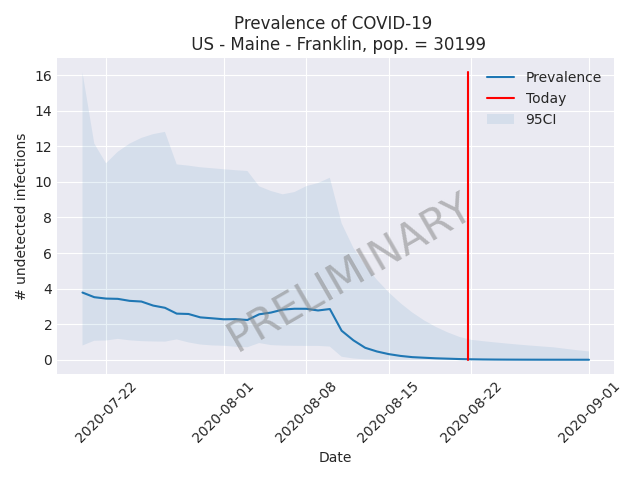 Prevalence of COVID-19
US - Maine - Franklin, pop. = 30199
# undetected infections
16
14
12
10
8
6
4
2
0
Prevalence
Today
95CI
PRELIMINARY
2020-07-22
2020-08-01
2020-08-08
2020-08-15
2020-08-22
2020-09-01
Date